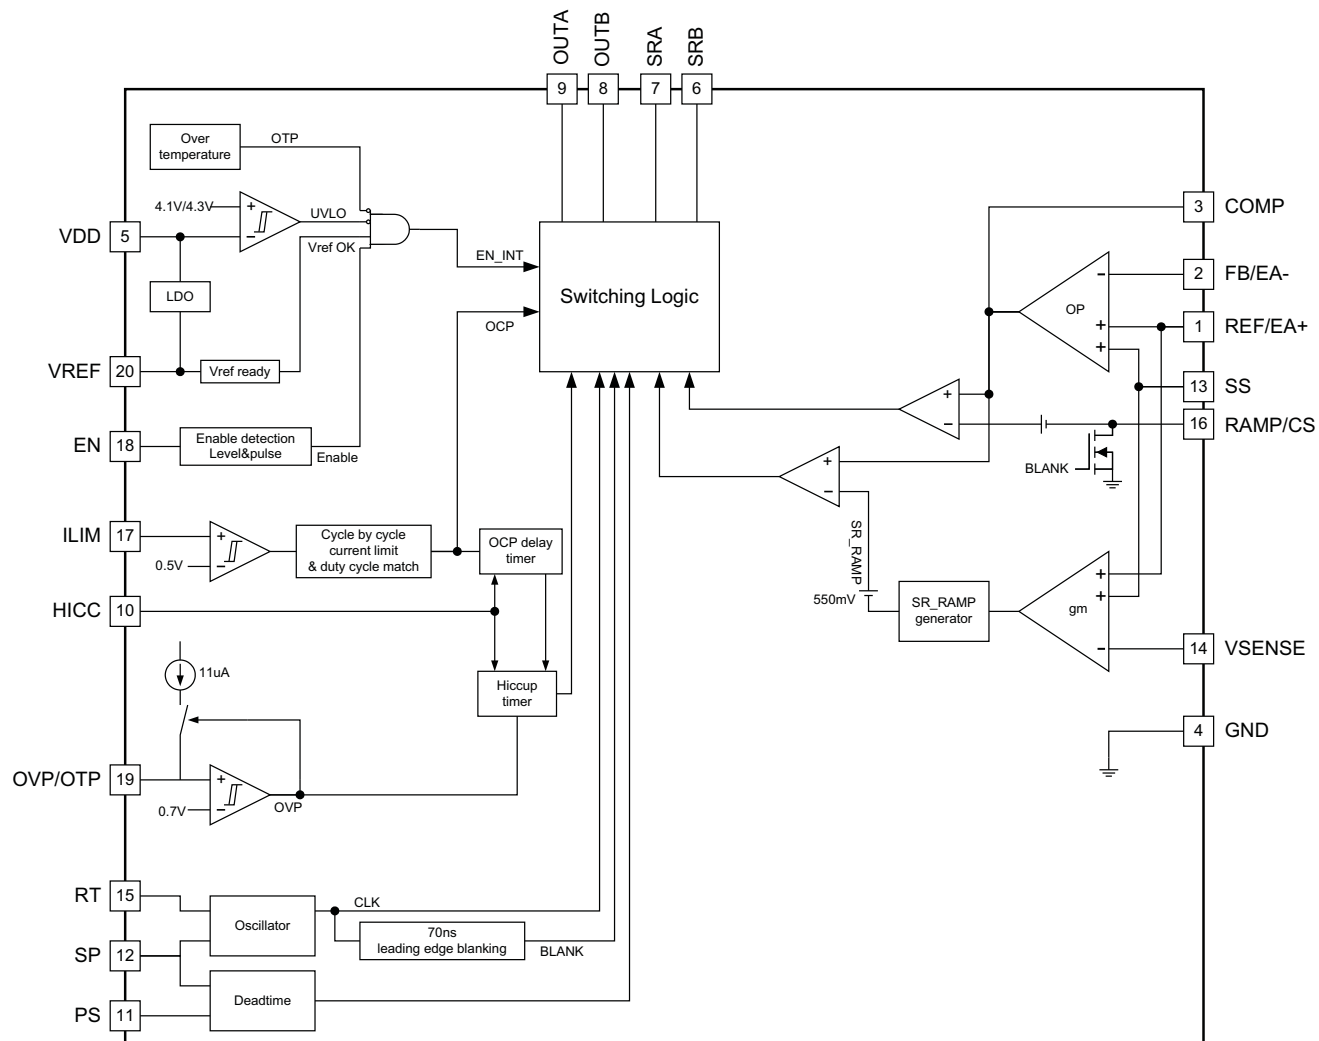 OUTA
OUTB
SRA
SRB
9
8
7
6
Over
temperature
OTP
4.1V/4.3V
+
−
UVLO
Vref OK
VDD
5
LDO
VREF
20
Vref ready
EN
18
Enable detection
Level&pulse
Enable
EN_INT
OCP
Switching Logic
3
COMP
2
FB/EA-
1
REF/EA+
13
SS
16
RAMP/CS
−
OP
+
+
+
−
BLANK
+
−
SR_RAMP
550mV
SR_RAMP
generator
+
+
gm
−
14
VSENSE
4
GND
ILIM
17
+
0.5V
−
Cycle by cycle
current limit
& duty cycle match
OCP delay
timer
HICC
10
11uA
Hiccup
timer
OVP/OTP
19
+
0.7V
−
OVP
RT
15
Oscillator
CLK
70ns
leading edge blanking
BLANK
SP
12
Deadtime
PS
11